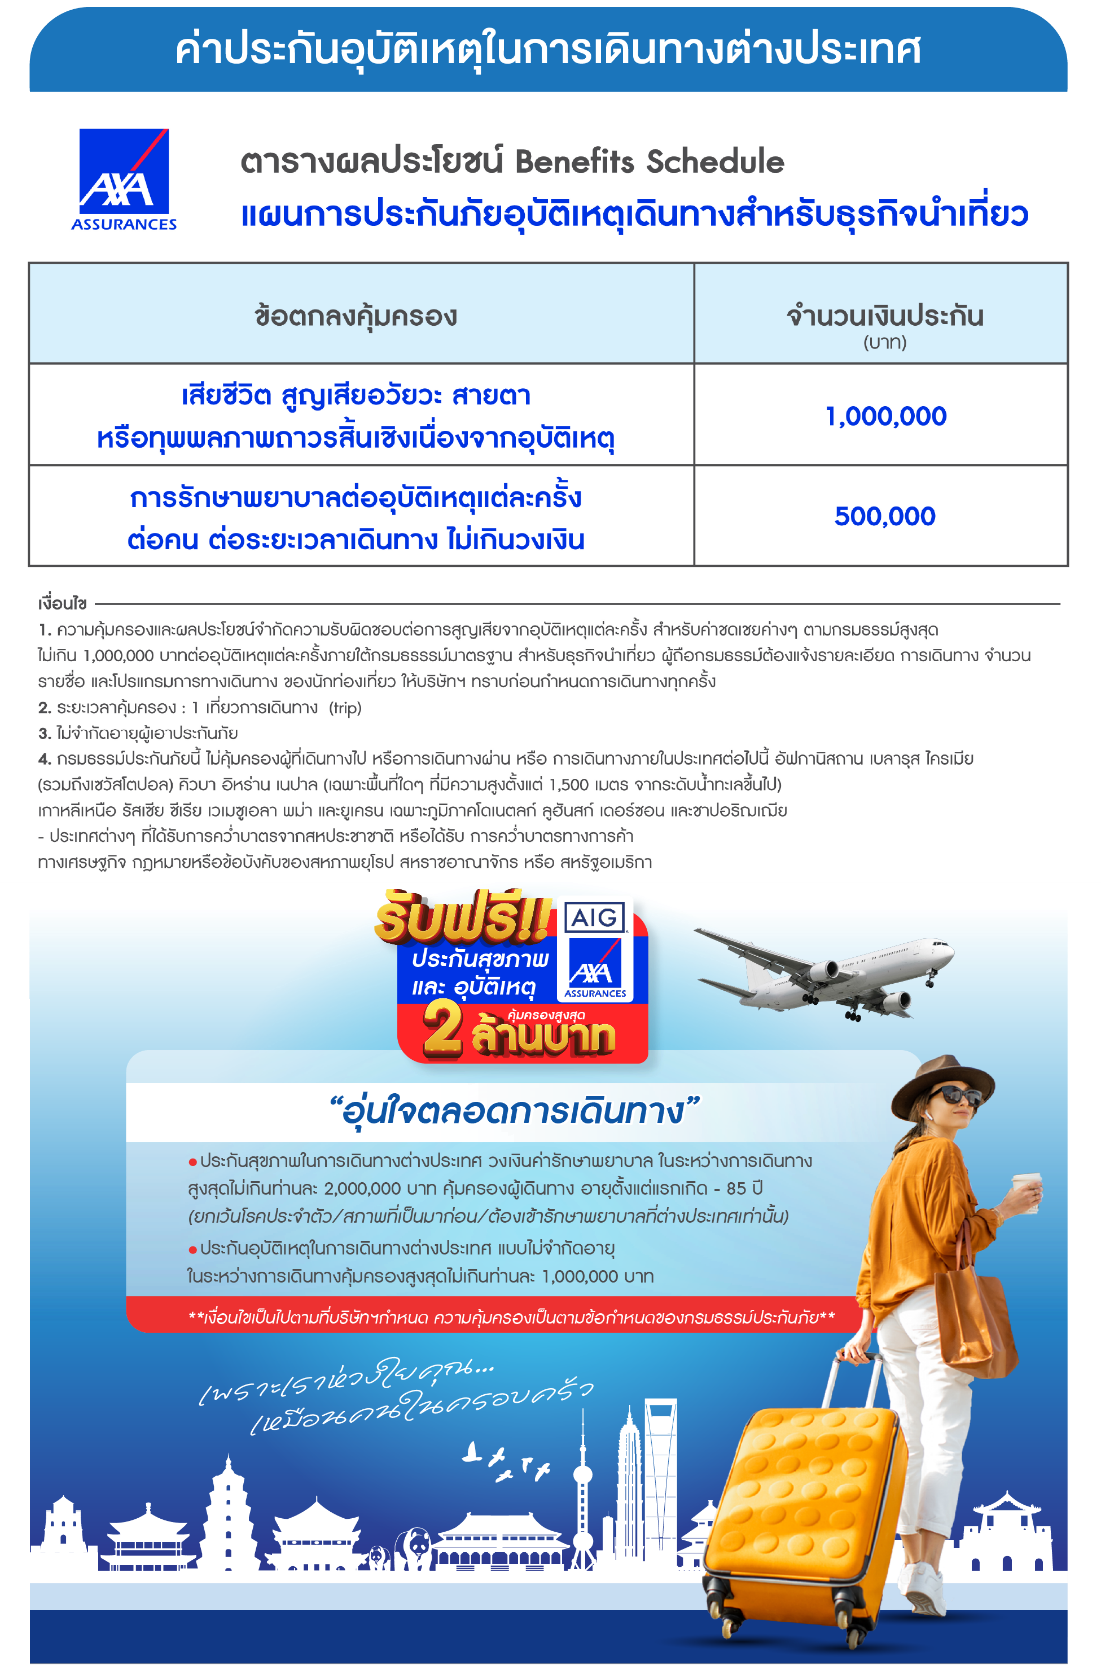 ค่าประกันอุบัติเหตุในการเดินทางต่างประเทศ
AXA
ASSURANCES
ตารางผลประโยชน์ Benefits Schedule
แผนการประกันภัยอุบัติเหตุเดินทางสำหรับธุรกิจนำเที่ยว
ข้อตกลงคุ้มครอง
จำนวนเงินประกัน
(บาท)
เสียชีวิต สูญเสียอวัยวะ สายตา
หรือทุพพลภาพถาวรสิ้นเชิงเนื่องจากอุบัติเหตุ
1,000,000
การรักษาพยาบาลต่ออุบัติเหตุแต่ละครั้ง
ต่อคน ต่อระยะเวลาเดินทาง ไม่เกินวงเงิน
500,000
เงื่อนไข
1. ความคุ้มครองและผลประโยชน์จำกัดความรับผิดชอบต่อการสูญเสียจากอุบัติเหตุแต่ละครั้ง สำหรับค่าชดเชยค่างๆ ตามกรมธรรม์สูงสุด
ไม่เกิน 1,000,000 บาทต่ออุบัติเหตุแต่ละครั้งภายใต้กรมธรรรม์มาตรฐาน สำหรับธุรกิจนำเที่ยว ผู้ถือกรมธรรม์ต้องแจ้งรายละเอียด การเดินทาง จำนวน
รายชื่อ และโปรแกรมการทางเดินทาง ของนักท่องเที่ยว ให้บริษัทฯ ทราบก่อนกำหนดการเดินทางทุกครั้ง
2. ระยะเวลาคุ้มครอง : 1 เที่ยวการเดินทาง (trip)
3. ไม่จำกัดอายุผู้เอาประกันภัย
4. กรมธรรม์ประกันภัยนี้ ไม่คุ้มครองผู้ที่เดินทางไป หรือการเดินทางผ่าน หรือ การเดินทางภายในประเทศต่อไปนี้ อัฟกานิสถาน เบลารุส ไครเมีย
(รวมถึงเซวัสโตปอล) คิวบา อิหร่าน เนปาล (เฉพาะพื้นที่ใดๆ ที่มีความสูงตั้งแต่ 1,500 เมตร จากระดับน้ำทะเลขึ้นไป)
เกาหลีเหนือ รัสเซีย ซีเรีย เวเนซูเอลา พม่า และยูเครน เฉพาะภูมิภาคโดเนตสก์ ลูฮันสก์ เคอร์ซอน และซาปอริฌเฌีย
- ประเทศต่างๆ ที่ได้รับการคว่ำบาตรจากสหประชาชาติ หรือได้รับ การคว่ำบาตรทางการค้า
ทางเศรษฐกิจ กฎหมายหรือข้อบังคับของสหภาพยุโรป สหราชอาณาจักร หรือ สหรัฐอเมริกา
รับฟรี!!
AIG
ประกันสุขภาพ
และ อุบัติเหตุ
AXA
ASSURANCES
คุ้มครองสูงสุด
2 ล้านบาท
“อุ่นใจตลอดการเดินทาง”
• ประกันสุขภาพในการเดินทางต่างประเทศ วงเงินค่ารักษาพยาบาล ในระหว่างการเดินทาง
สูงสุดไม่เกินท่านละ 2,000,000 บาท คุ้มครองผู้เดินทาง อายุตั้งแต่แรกเกิด - 85 ปี
(ยกเว้นโรคประจำตัว/สภาพที่เป็นมาก่อน/ต้องเข้ารักษาพยาบาลที่ต่างประเทศเท่านั้น)
• ประกันอุบัติเหตุในการเดินทางต่างประเทศ แบบไม่จำกัดอายุ
ในระหว่างการเดินทางคุ้มครองสูงสุดไม่เกินท่านละ 1,000,000 บาท
**เงื่อนไขเป็นไปตามที่บริษัทฯกำหนด ความคุ้มครองเป็นตามข้อกำหนดของกรมธรรม์ประกันภัย**
เพราะเราห่วงใยคุณ...
เหมือนคนในครอบครัว